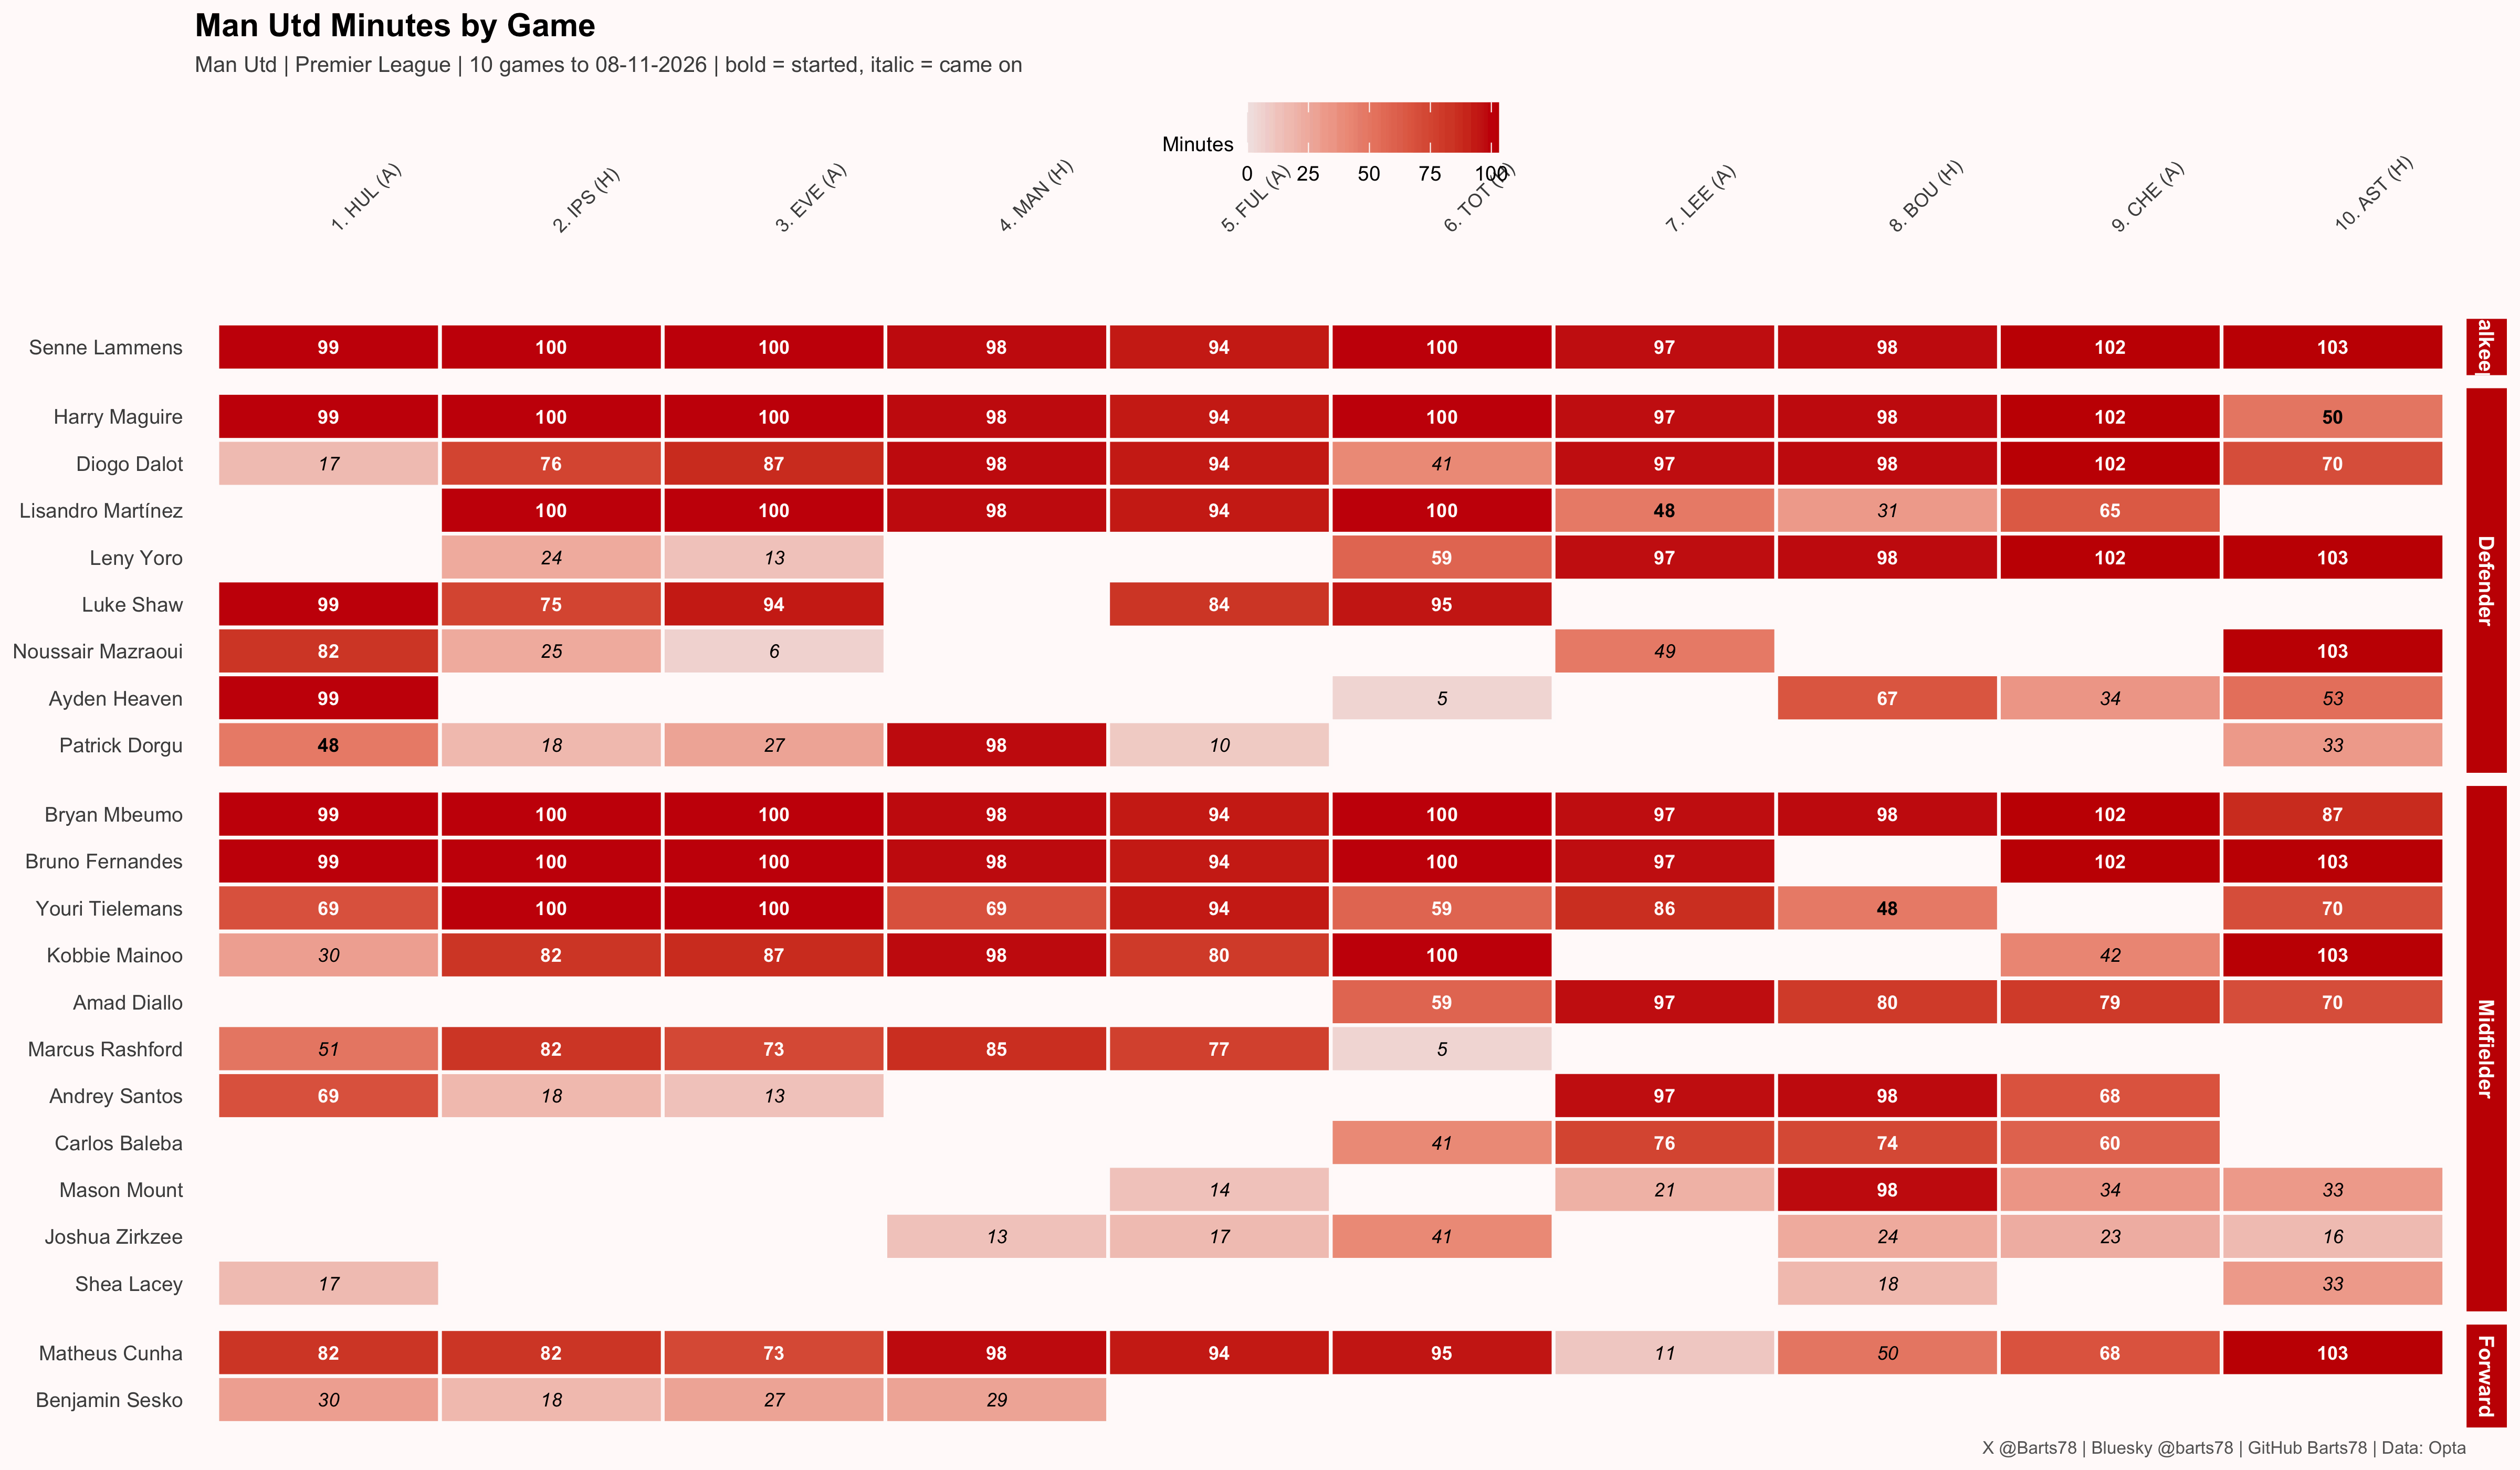 Man Utd Minutes by Game
Man Utd | Premier League | 10 games to 08-11-2026 | bold = started, italic = came on
Minutes
0 25 50 75 100
1. HUL (A) 2. IPS (H) 3. EVE (A) 4. MAN (H) 5. FUL (A) 6. TOT (H) 7. LEE (A) 8. BOU (H) 9. CHE (A) 10. AST (H)
alkee
Senne Lammens 99 100 100 98 94 100 97 98 102 103
Defender
Harry Maguire 99 100 100 98 94 100 97 98 102 50
Diogo Dalot 17 76 87 98 94 41 97 98 102 70
Lisandro Martínez 100 100 98 94 100 48 31 65
Leny Yoro 24 13 59 97 98 102 103
Luke Shaw 99 75 94 84 95
Noussair Mazraoui 82 25 6 49 103
Ayden Heaven 99 5 67 34 53
Patrick Dorgu 48 18 27 98 10 33
Midfielder
Bryan Mbeumo 99 100 100 98 94 100 97 98 102 87
Bruno Fernandes 99 100 100 98 94 100 97 102 103
Youri Tielemans 69 100 100 69 94 59 86 48 70
Kobbie Mainoo 30 82 87 98 80 100 42 103
Amad Diallo 59 97 80 79 70
Marcus Rashford 51 82 73 85 77 5
Andrey Santos 69 18 13 97 98 68
Carlos Baleba 41 76 74 60
Mason Mount 14 21 98 34 33
Joshua Zirkzee 13 17 41 24 23 16
Shea Lacey 17 18 33
Forward
Matheus Cunha 82 82 73 98 94 95 11 50 68 103
Benjamin Sesko 30 18 27 29
X @Barts78 | Bluesky @barts78 | GitHub Barts78 | Data: Opta